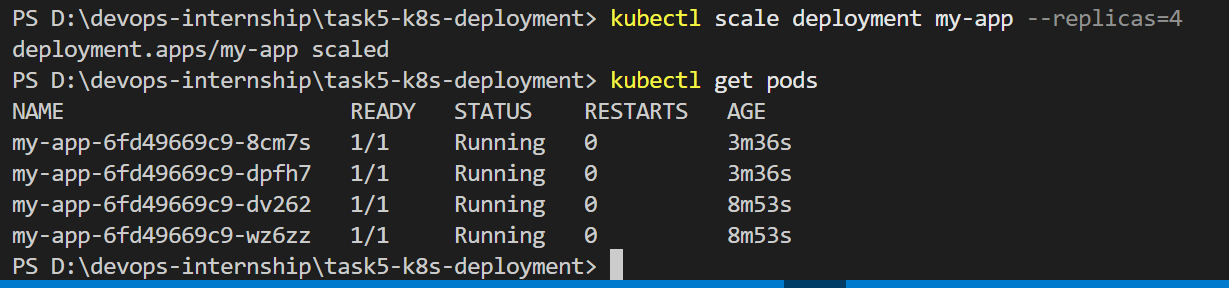 PS D:\devops-internship\task5-k8s-deployment> kubectl scale deployment my-app --replicas=4
deployment.apps/my-app scaled
PS D:\devops-internship\task5-k8s-deployment> kubectl get pods
NAME                      READY   STATUS    RESTARTS   AGE
my-app-6fd49669c9-8cm7s   1/1     Running   0          3m36s
my-app-6fd49669c9-dpfh7   1/1     Running   0          3m36s
my-app-6fd49669c9-dv262   1/1     Running   0          8m53s
my-app-6fd49669c9-wz6zz   1/1     Running   0          8m53s
PS D:\devops-internship\task5-k8s-deployment>